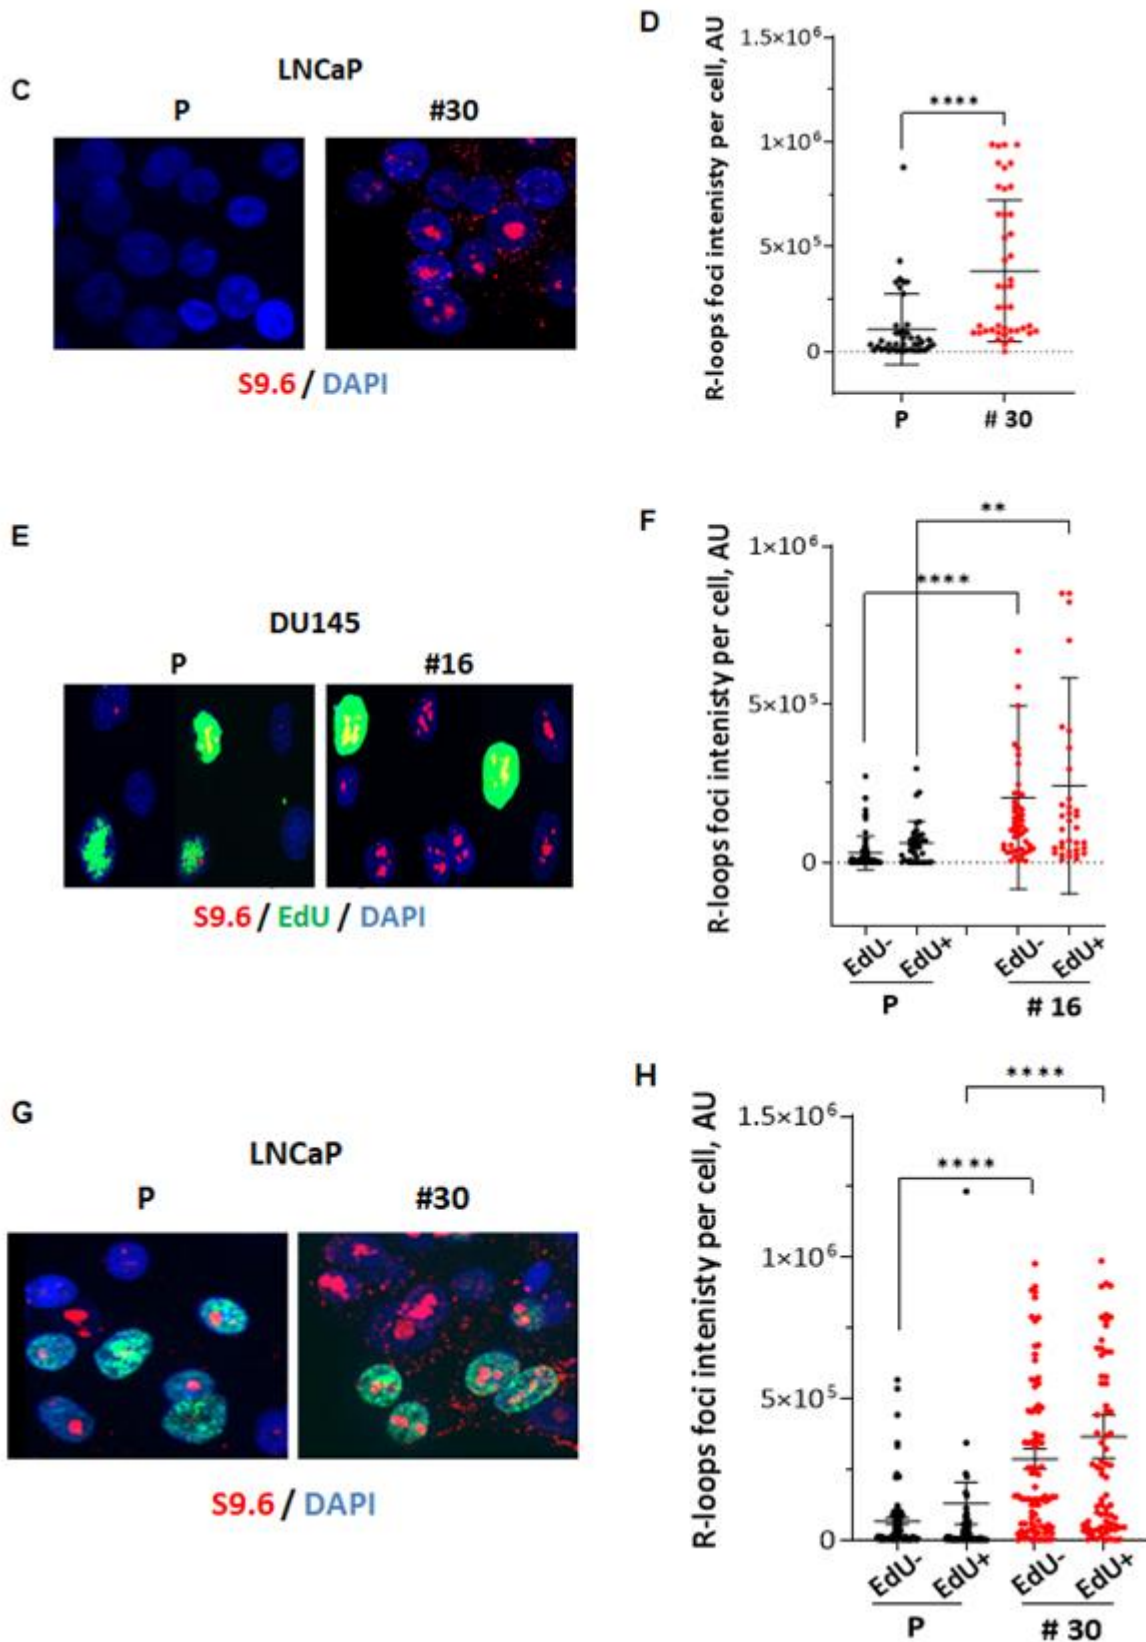 C
LNCaP
P #30
S9.6 / DAPI
D
R-loops foci intenisty per cell, AU
1.5×10⁶
1×10⁶
5×10⁵
0
****
P # 30
E
DU145
P #16
S9.6 / EdU / DAPI
F
R-loops foci intenisty per cell, AU
1×10⁶
5×10⁵
0
**
****
EdU- EdU+ EdU- EdU+
P # 16
G
LNCaP
P #30
S9.6 / DAPI
H
R-loops foci intenisty per cell, AU
1.5×10⁶
1×10⁶
5×10⁵
0
****
****
EdU- EdU+ EdU- EdU+
P # 30